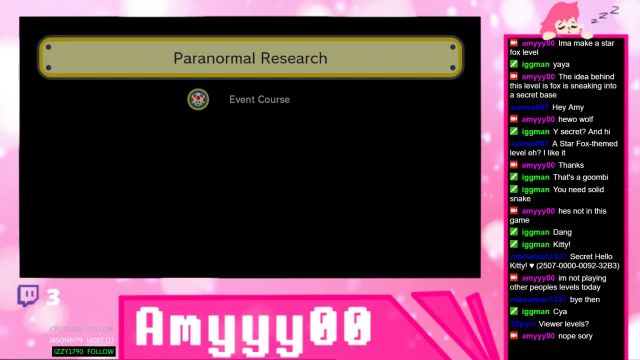 Paranormal Research
Event Course
3
CRUISING FOLLOW
JASONM79 HOST 03
IZZY1790 FOLLOW
Amyyy00
amyyy00 Ima make a star
fox level
iggman yaya
amyyy00 The idea behind
this level is fox is sneaking into
a secret base
Hey Amy
amyyy00 hewo wolf
iggman Y secret? And hi
A Star Fox-themed
level eh? I like it
amyyy00 Thanks
iggman That's a goombi
iggman You need solid
snake
amyyy00 hes not in this
game
iggman Dang
iggman Kitty!
Secret Hello
Kitty! ♥ (2507-0000-0092-32B3)
amyyy00 im not playing
other peoples levels today
bye then
iggman Cya
Viewer levels?
amyyy00 nope sory
z z z